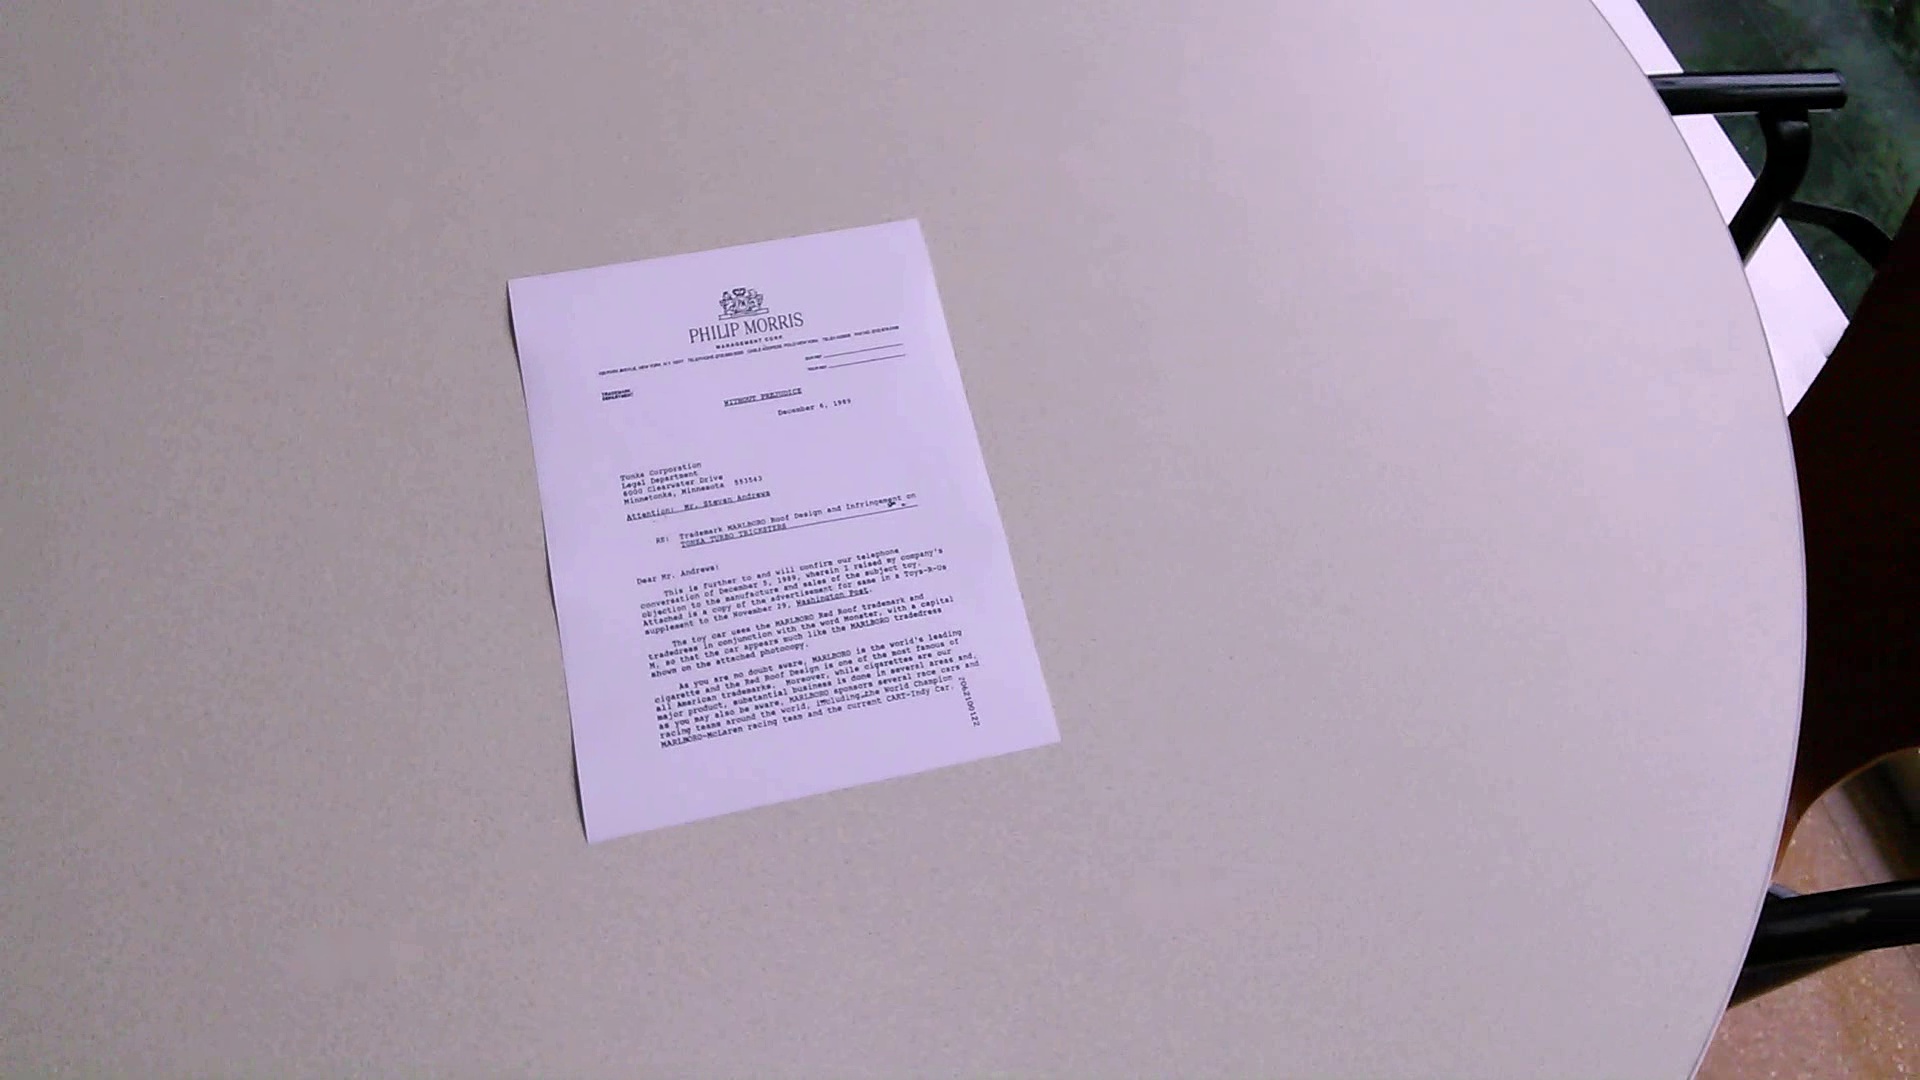 PHILIP MORRIS
MANAGEMENT CORP.
TRADEMARK
DEPARTMENT
WITHOUT PREJUDICE
December 6, 1989
Tonka Corporation
Legal Department
6000 Clearwater Drive
Minnetonka, Minnesota 553543
Attention: Mr. Stevan Andrews
RE: Trademark MARLBORO Roof Design and Infringement on
TONKA TURBO TRICKSTERS
Dear Mr. Andrews:
This is further to and will confirm our telephone
conversation of December 5, 1989, wherein I raised my company's
objection to the manufacture and sales of the subject toy.
Attached is a copy of the advertisement for same in a Toys-R-Us
supplement to the November 29, Washington Post.
The toy car uses the MARLBORO Red Roof trademark and
tradedress in conjunction with the word Monster, with a capital
M, so that the car appears much like the MARLBORO tradedress
shown on the attached photocopy.
As you are no doubt aware, MARLBORO is the world's leading
cigarette and the Red Roof Design is one of the most famous of
all American trademarks. Moreover, while cigarettes are our
major product, substantial business is done in several areas and,
as you may also be aware, MARLBORO sponsors several race cars and
racing teams around the world, including the World Champion
MARLBORO-McLaren racing team and the current CART-Indy Car.
2062100122